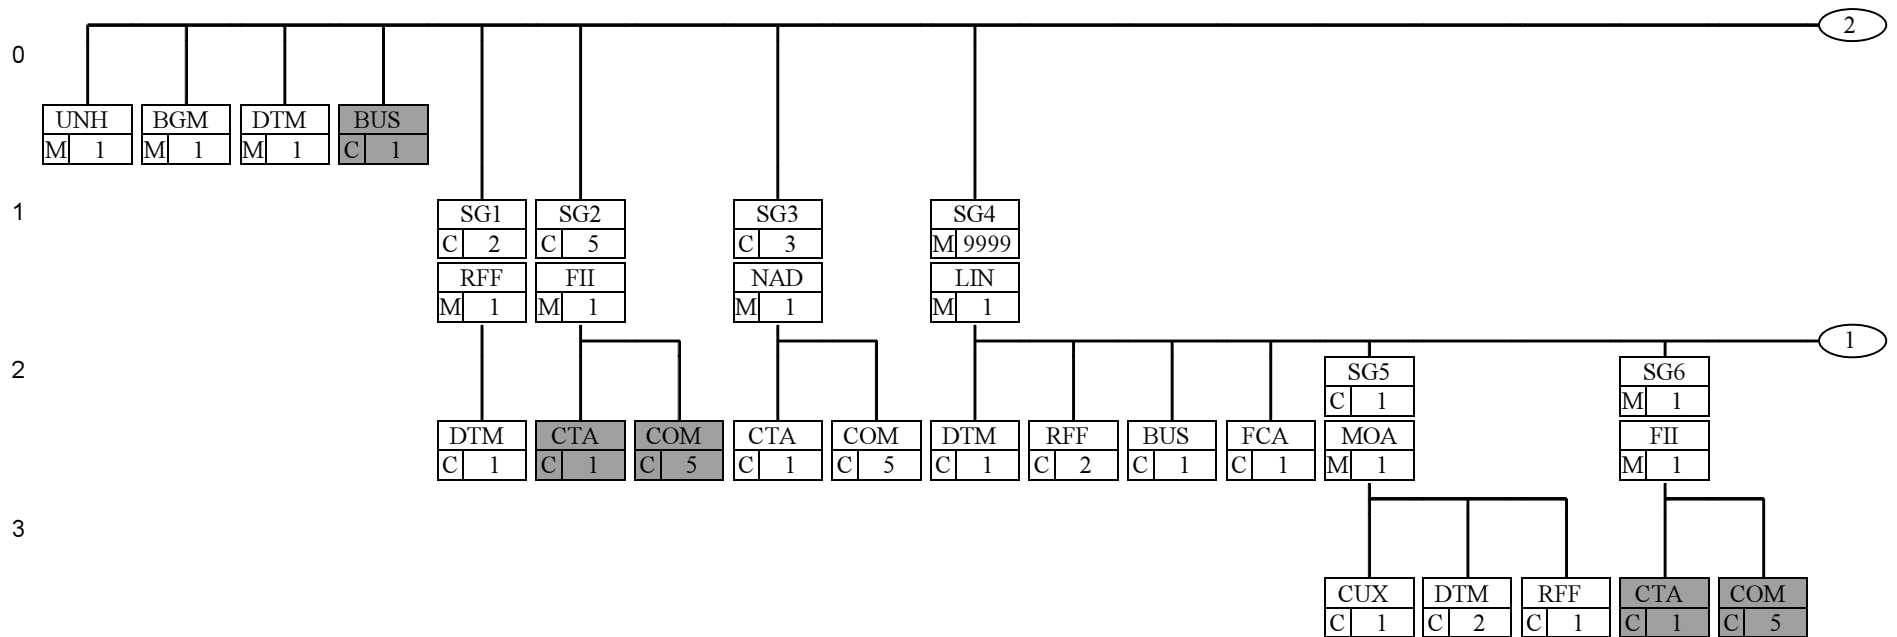 2
0
UNH BGM DTM BUS
M 1 M 1 M 1 C 1
1
SG1 SG2 SG3 SG4
C 2 C 5 C 3 M 9999
RFF FII NAD LIN
M 1 M 1 M 1 M 1
1
2
SG5 SG6
C 1 M 1
DTM CTA COM CTA COM DTM RFF BUS FCA MOA FII
C 1 C 1 C 5 C 1 C 5 C 1 C 2 C 1 C 1 M 1 M 1
3
CUX DTM RFF CTA COM
C 1 C 2 C 1 C 1 C 5